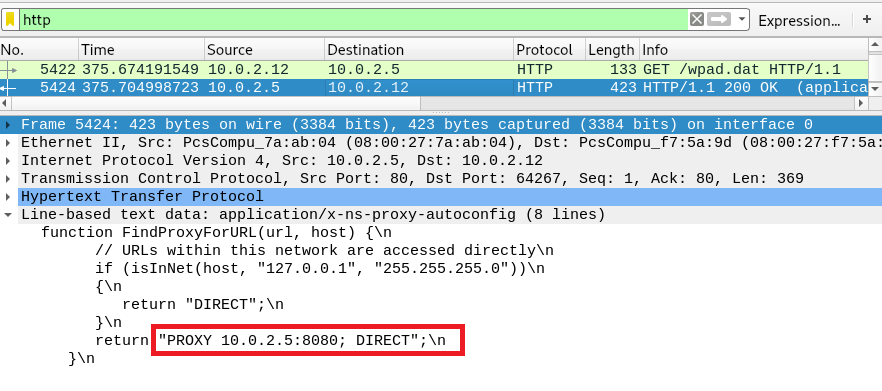 http Expression… +
No. Time Source Destination Protocol Length Info
5422 375.674191549 10.0.2.12 10.0.2.5 HTTP 133 GET /wpad.dat HTTP/1.1
5424 375.704998723 10.0.2.5 10.0.2.12 HTTP 423 HTTP/1.1 200 OK (applica
Frame 5424: 423 bytes on wire (3384 bits), 423 bytes captured (3384 bits) on interface 0
Ethernet II, Src: PcsCompu_7a:ab:04 (08:00:27:7a:ab:04), Dst: PcsCompu_f7:5a:9d (08:00:27:f7:5a:
Internet Protocol Version 4, Src: 10.0.2.5, Dst: 10.0.2.12
Transmission Control Protocol, Src Port: 80, Dst Port: 64267, Seq: 1, Ack: 80, Len: 369
Hypertext Transfer Protocol
Line-based text data: application/x-ns-proxy-autoconfig (8 lines)
function FindProxyForURL(url, host) {\n
// URLs within this network are accessed directly\n
if (isInNet(host, "127.0.0.1", "255.255.255.0"))\n
{\n
return "DIRECT";\n
}\n
return "PROXY 10.0.2.5:8080; DIRECT";\n
}\n